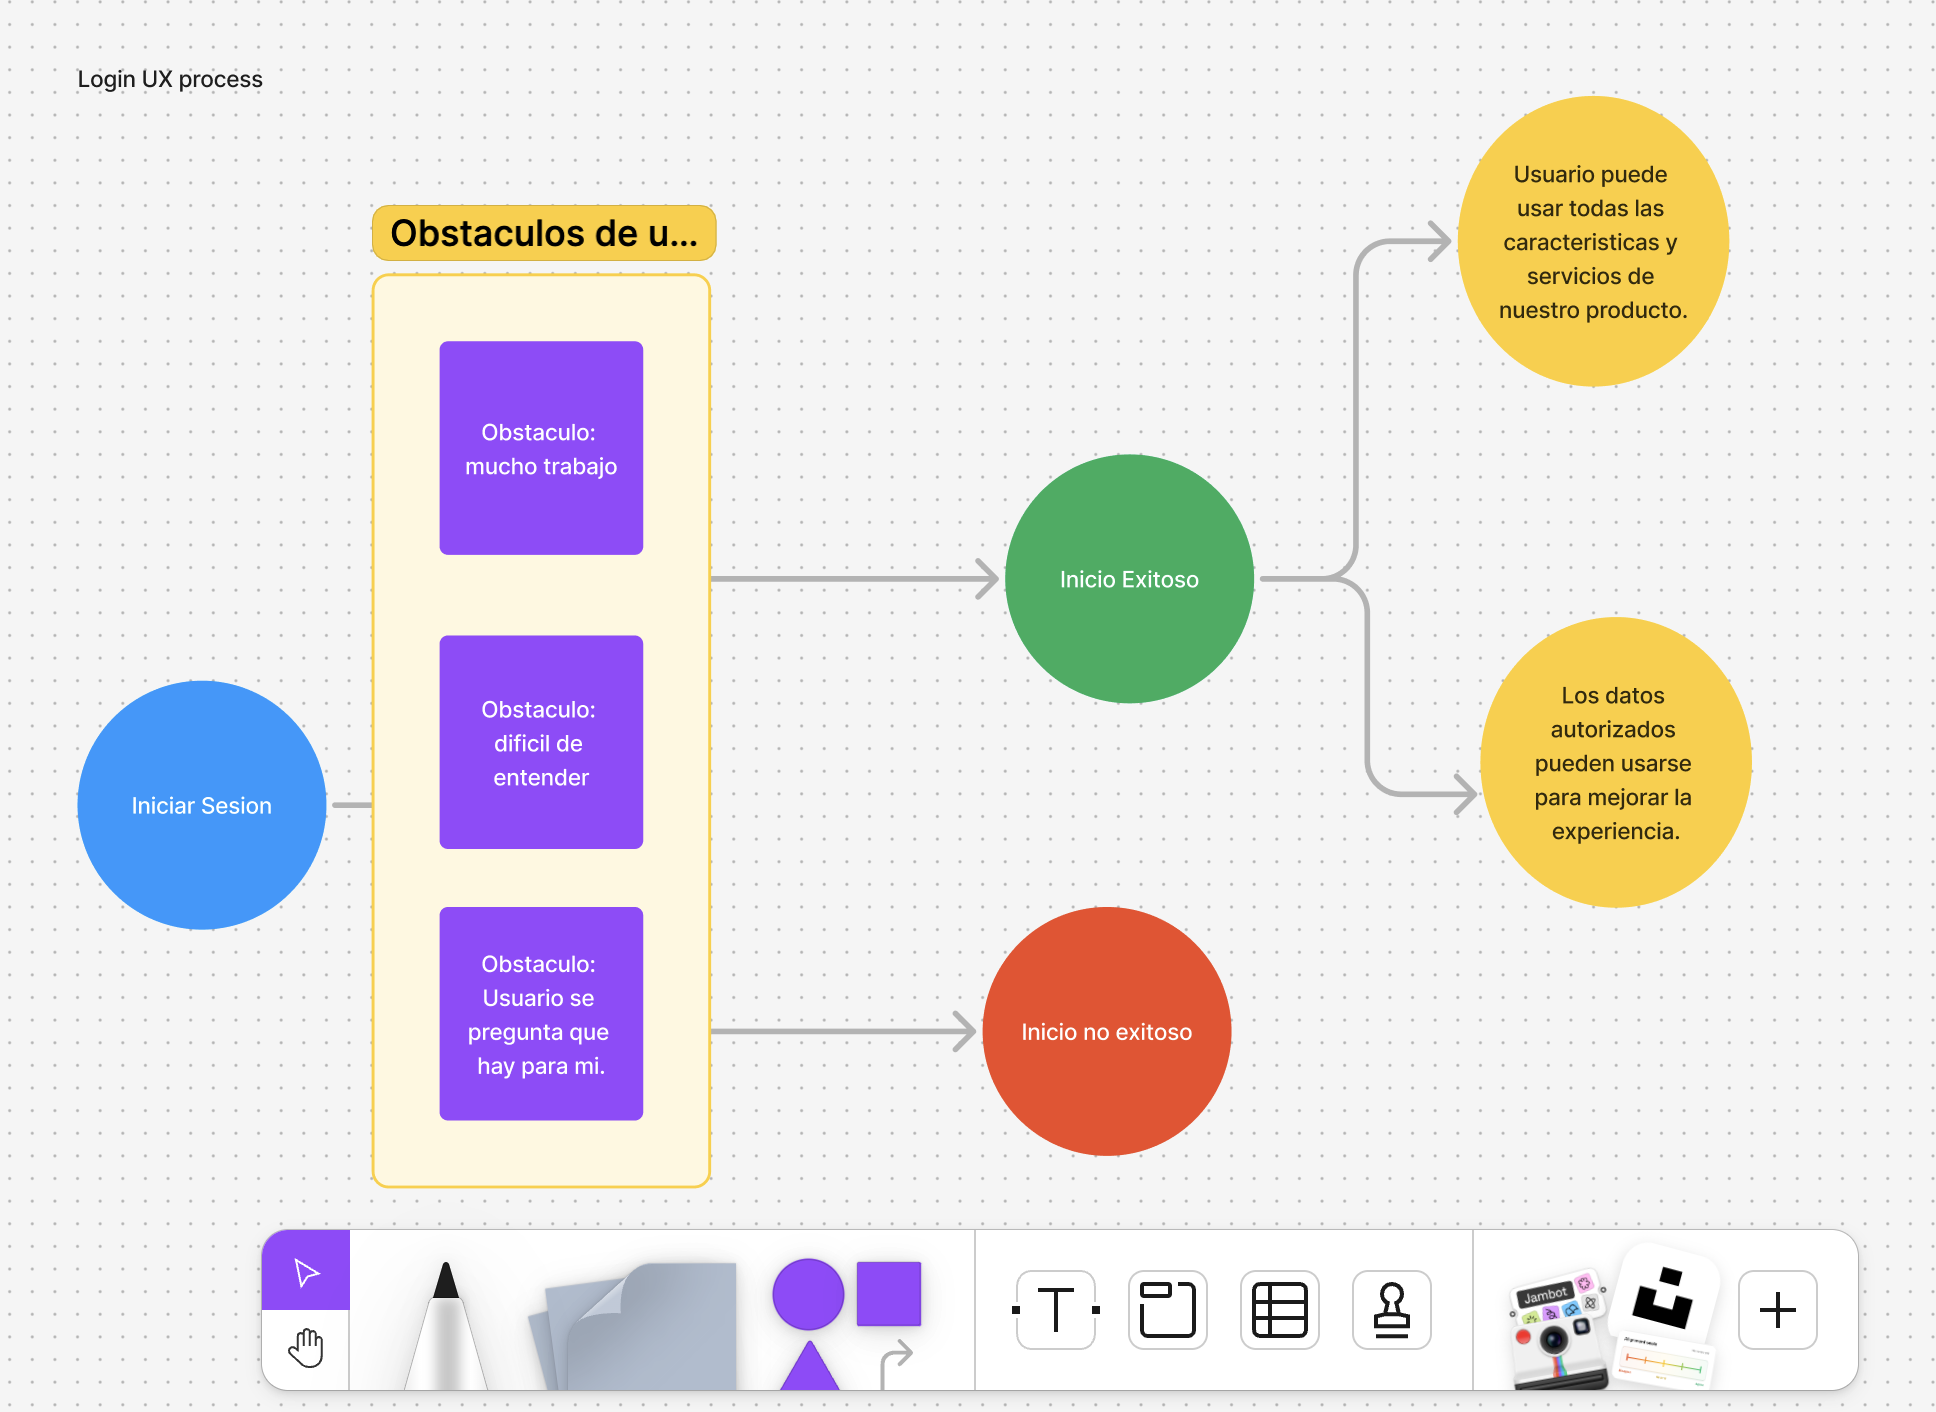 Login UX process
Obstaculos de u...
Obstaculo:
mucho trabajo
Obstaculo:
dificil de
entender
Obstaculo:
Usuario se
pregunta que
hay para mi.
Iniciar Sesion
Inicio Exitoso
Inicio no exitoso
Usuario puede
usar todas las
caracteristicas y
servicios de
nuestro producto.
Los datos
autorizados
pueden usarse
para mejorar la
experiencia.
T
Jambot